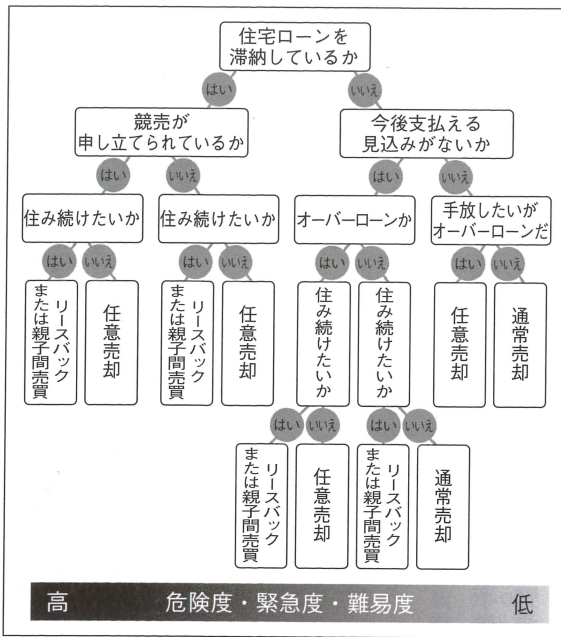 住宅ローンを
滞納しているか
はい
いいえ
競売が
申し立てられているか
今後支払える
見込みがないか
はい
いいえ
はい
いいえ
住み続けたいか
住み続けたいか
オーバーローンか
手放したいが
オーバーローンだ
はい
いいえ
はい
いいえ
はい
いいえ
はい
いいえ
リースバック
または親子間売買
任意売却
リースバック
または親子間売買
任意売却
住み続けたいか
住み続けたいか
任意売却
通常売却
はい
いいえ
はい
いいえ
リースバック
または親子間売買
任意売却
リースバック
または親子間売買
通常売却
高
危険度・緊急度・難易度
低